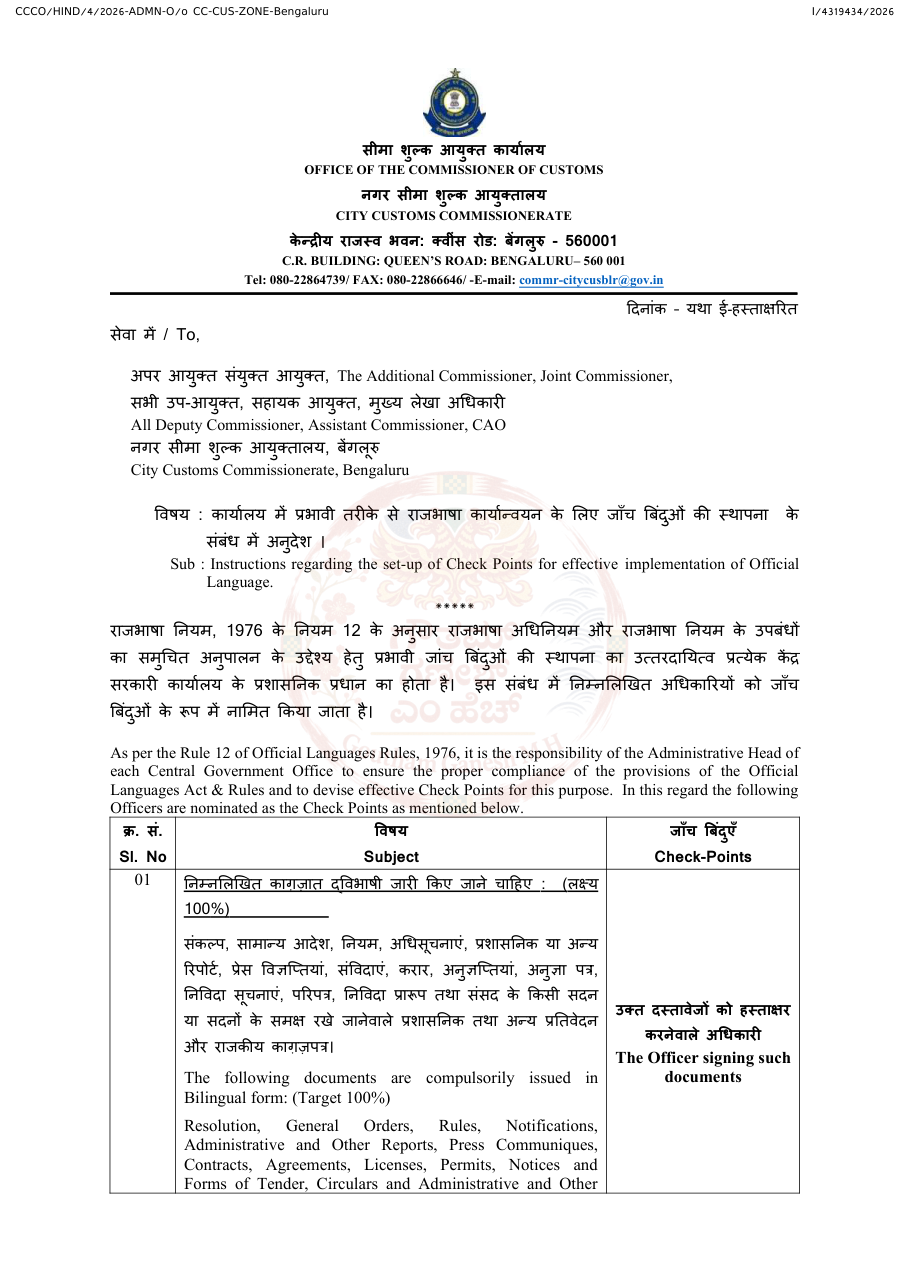 CCCO/HIND/4/2026-ADMN-O/o CC-CUS-ZONE-Bengaluru
I/4319434/2026
सीमा शुल्क आयुक्त कार्यालय
OFFICE OF THE COMMISSIONER OF CUSTOMS
नगर सीमा शुल्क आयुक्तालय
CITY CUSTOMS COMMISSIONERATE
केन्द्रीय राजस्व भवन: क्वींस रोड: बेंगलुरु - 560001
C.R. BUILDING: QUEEN'S ROAD: BENGALURU– 560 001
Tel: 080-22864739/ FAX: 080-22866646/ -E-mail: commr-citycusblr@gov.in
दिनांक – यथा ई-हस्ताक्षरित
सेवा में / To,
अपर आयुक्त संयुक्त आयुक्त, The Additional Commissioner, Joint Commissioner,
सभी उप-आयुक्त, सहायक आयुक्त, मुख्य लेखा अधिकारी
All Deputy Commissioner, Assistant Commissioner, CAO
नगर सीमा शुल्क आयुक्तालय, बेंगलूरु
City Customs Commissionerate, Bengaluru
विषय : कार्यालय में प्रभावी तरीके से राजभाषा कार्यान्वयन के लिए जाँच बिंदुओं की स्थापना के
संबंध में अनुदेश ।
Sub : Instructions regarding the set-up of Check Points for effective implementation of Official
Language.
*****
राजभाषा नियम, 1976 के नियम 12 के अनुसार राजभाषा अधिनियम और राजभाषा नियम के उपबंधों
का समुचित अनुपालन के उद्देश्य हेतु प्रभावी जांच बिंदुओं की स्थापना का उत्तरदायित्व प्रत्येक केंद्र
सरकारी कार्यालय के प्रशासनिक प्रधान का होता है। इस संबंध में निम्नलिखित अधिकारियों को जाँच
बिंदुओं के रूप में नामित किया जाता है।
As per the Rule 12 of Official Languages Rules, 1976, it is the responsibility of the Administrative Head of
each Central Government Office to ensure the proper compliance of the provisions of the Official
Languages Act & Rules and to devise effective Check Points for this purpose. In this regard the following
Officers are nominated as the Check Points as mentioned below.
क्र. सं.
Sl. No
विषय
Subject
जाँच बिंदुएँ
Check-Points
01
निम्नलिखित कागज़ात द्विभाषी जारी किए जाने चाहिए : (लक्ष्य
100%)
संकल्प, सामान्य आदेश, नियम, अधिसूचनाएं, प्रशासनिक या अन्य
रिपोर्ट, प्रेस विज्ञप्तियां, संविदाएं, करार, अनुज्ञप्तियां, अनुज्ञा पत्र,
निविदा सूचनाएं, परिपत्र, निविदा प्रारूप तथा संसद के किसी सदन
या सदनों के समक्ष रखे जानेवाले प्रशासनिक तथा अन्य प्रतिवेदन
और राजकीय काग़ज़पत्र।
The following documents are compulsorily issued in
Bilingual form: (Target 100%)
Resolution, General Orders, Rules, Notifications,
Administrative and Other Reports, Press Communiques,
Contracts, Agreements, Licenses, Permits, Notices and
Forms of Tender, Circulars and Administrative and Other
उक्त दस्तावेजों को हस्ताक्षर
करनेवाले अधिकारी
The Officer signing such
documents